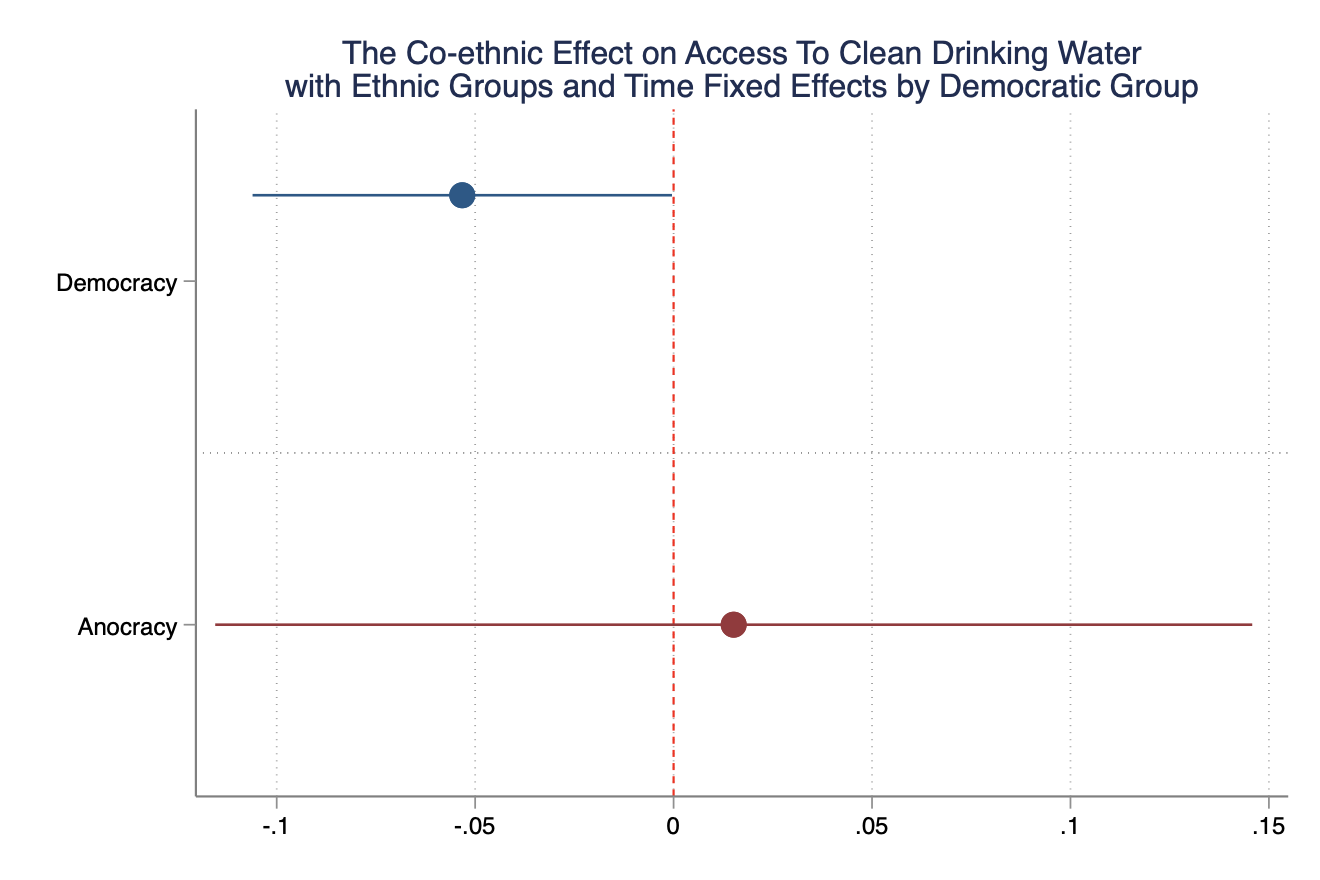 The Co-ethnic Effect on Access To Clean Drinking Water
with Ethnic Groups and Time Fixed Effects by Democratic Group
Democracy
Anocracy
-.1
-.05
0
.05
.1
.15